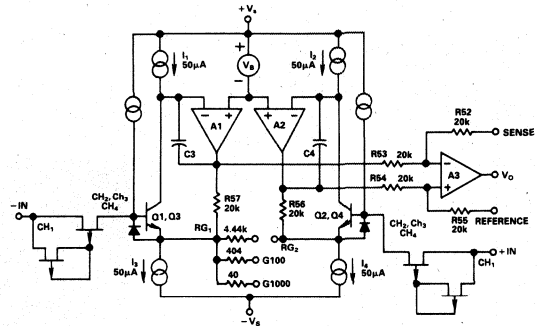 +Vs
I1
50μA
+
VB
−
I2
50μA
− +
A1
+ −
A2
C3
C4
R52
20k
SENSE
R53 20k
R54 20k
−
A3
+
VO
R57
20k
R56
20k
R55
20k
REFERENCE
−IN
CH1
CH2, Ch3
CH4
Q1, Q3
Q2, Q4
CH2, Ch3
CH4
+IN
CH1
RG1
4.44k
RG2
404
G100
40
G1000
I3
50μA
I4
50μA
−VS